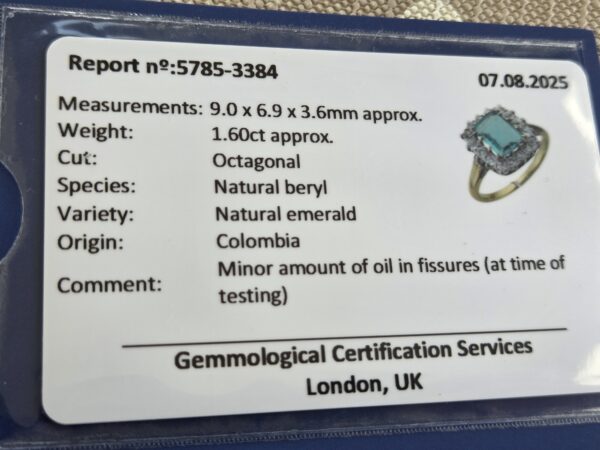 Report nº:5785-3384
07.08.2025
Measurements: 9.0 x 6.9 x 3.6mm approx.
Weight: 1.60ct approx.
Cut: Octagonal
Species: Natural beryl
Variety: Natural emerald
Origin: Colombia
Comment: Minor amount of oil in fissures (at time of
testing)
Gemmological Certification Services
London, UK